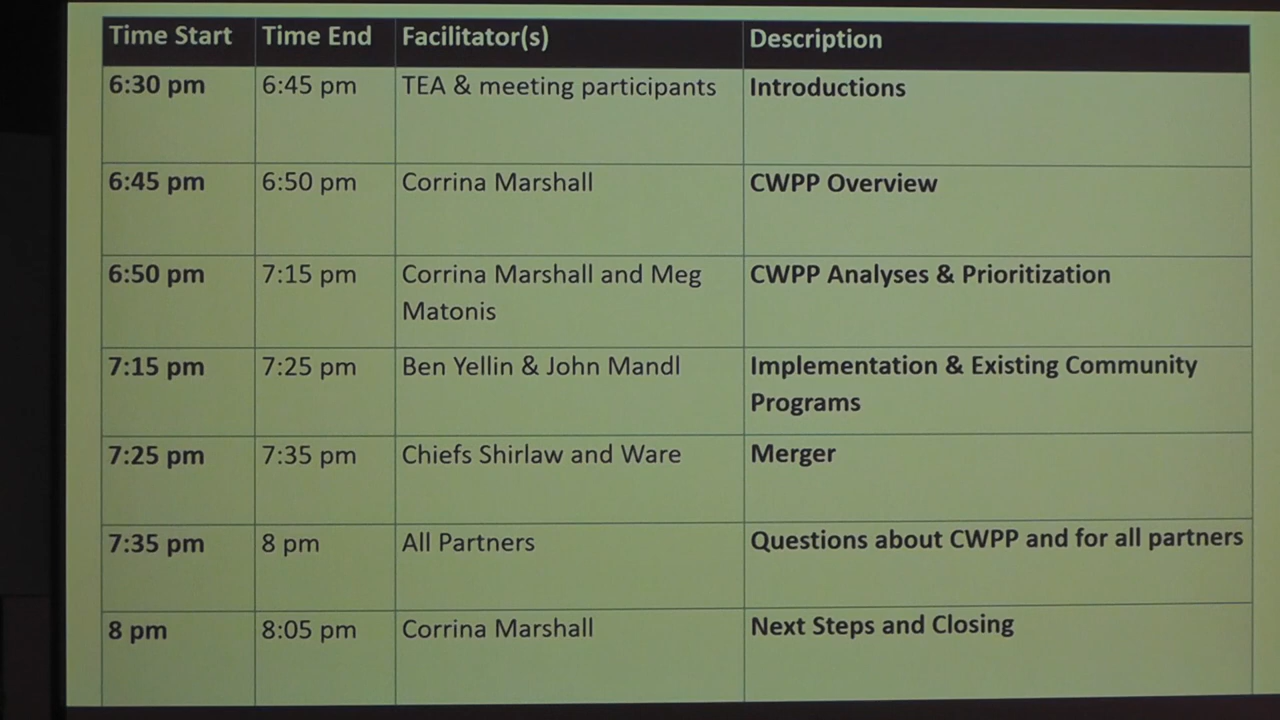 Time Start Time End Facilitator(s) Description
6:30 pm 6:45 pm TEA & meeting participants Introductions
6:45 pm 6:50 pm Corrina Marshall CWPP Overview
6:50 pm 7:15 pm Corrina Marshall and Meg CWPP Analyses & Prioritization
Matonis
7:15 pm 7:25 pm Ben Yellin & John Mandl Implementation & Existing Community
Programs
7:25 pm 7:35 pm Chiefs Shirlaw and Ware Merger
7:35 pm 8 pm All Partners Questions about CWPP and for all partners
8 pm 8:05 pm Corrina Marshall Next Steps and Closing